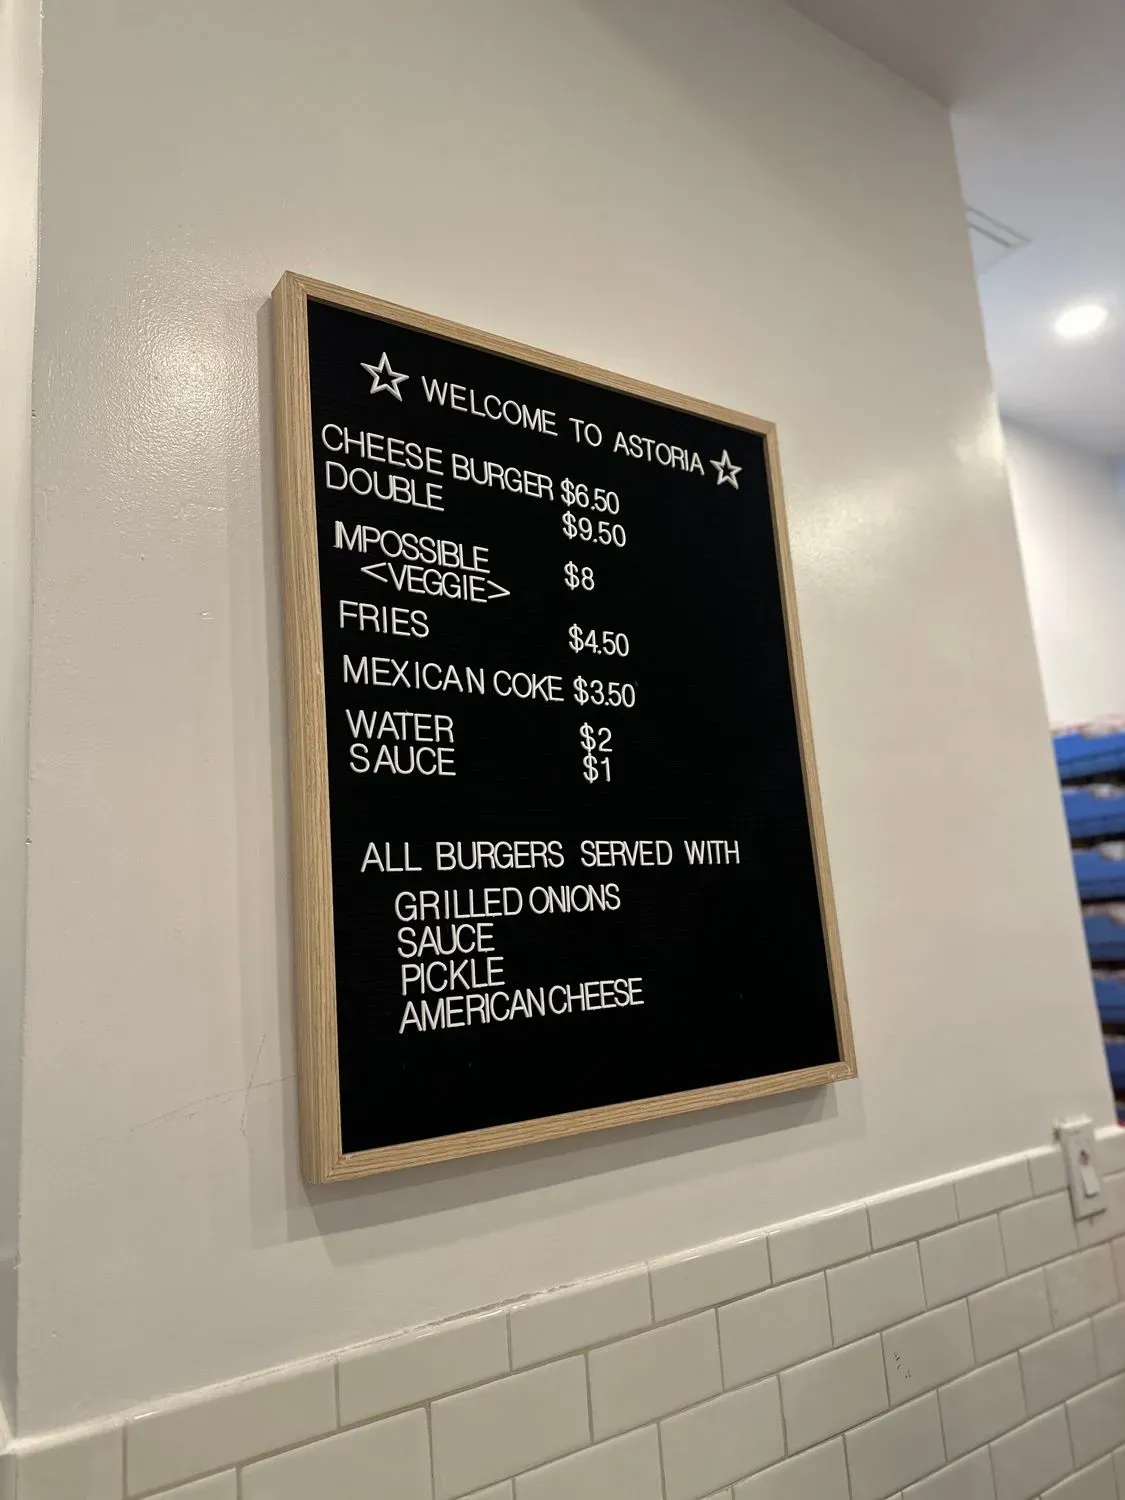 WELCOME TO ASTORIA
CHEESE BURGER $6.50
DOUBLE $9.50
IMPOSSIBLE
<VEGGIE> $8
FRIES $4.50
MEXICAN COKE $3.50
WATER $2
SAUCE $1
ALL BURGERS SERVED WITH
GRILLED ONIONS
SAUCE
PICKLE
AMERICAN CHEESE